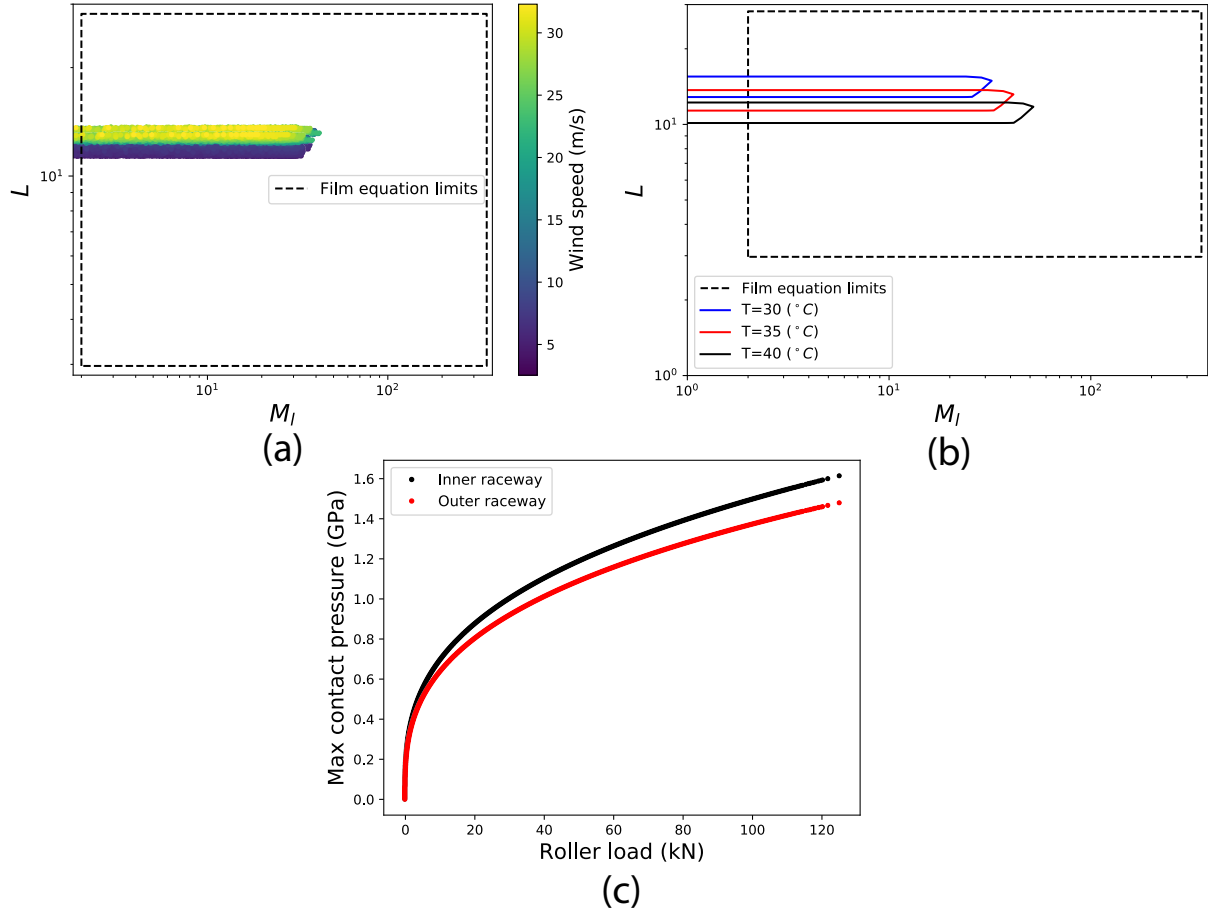 L
10¹
10¹
10²
M_l
(a)
Film equation limits
30
25
20
15
10
5
Wind speed (m/s)
L
10¹
10⁰
10⁰
10¹
10²
M_l
(b)
Film equation limits
T=30 (°C)
T=35 (°C)
T=40 (°C)
Max contact pressure (GPa)
1.6
1.4
1.2
1.0
0.8
0.6
0.4
0.2
0.0
Inner raceway
Outer raceway
0 20 40 60 80 100 120
Roller load (kN)
(c)